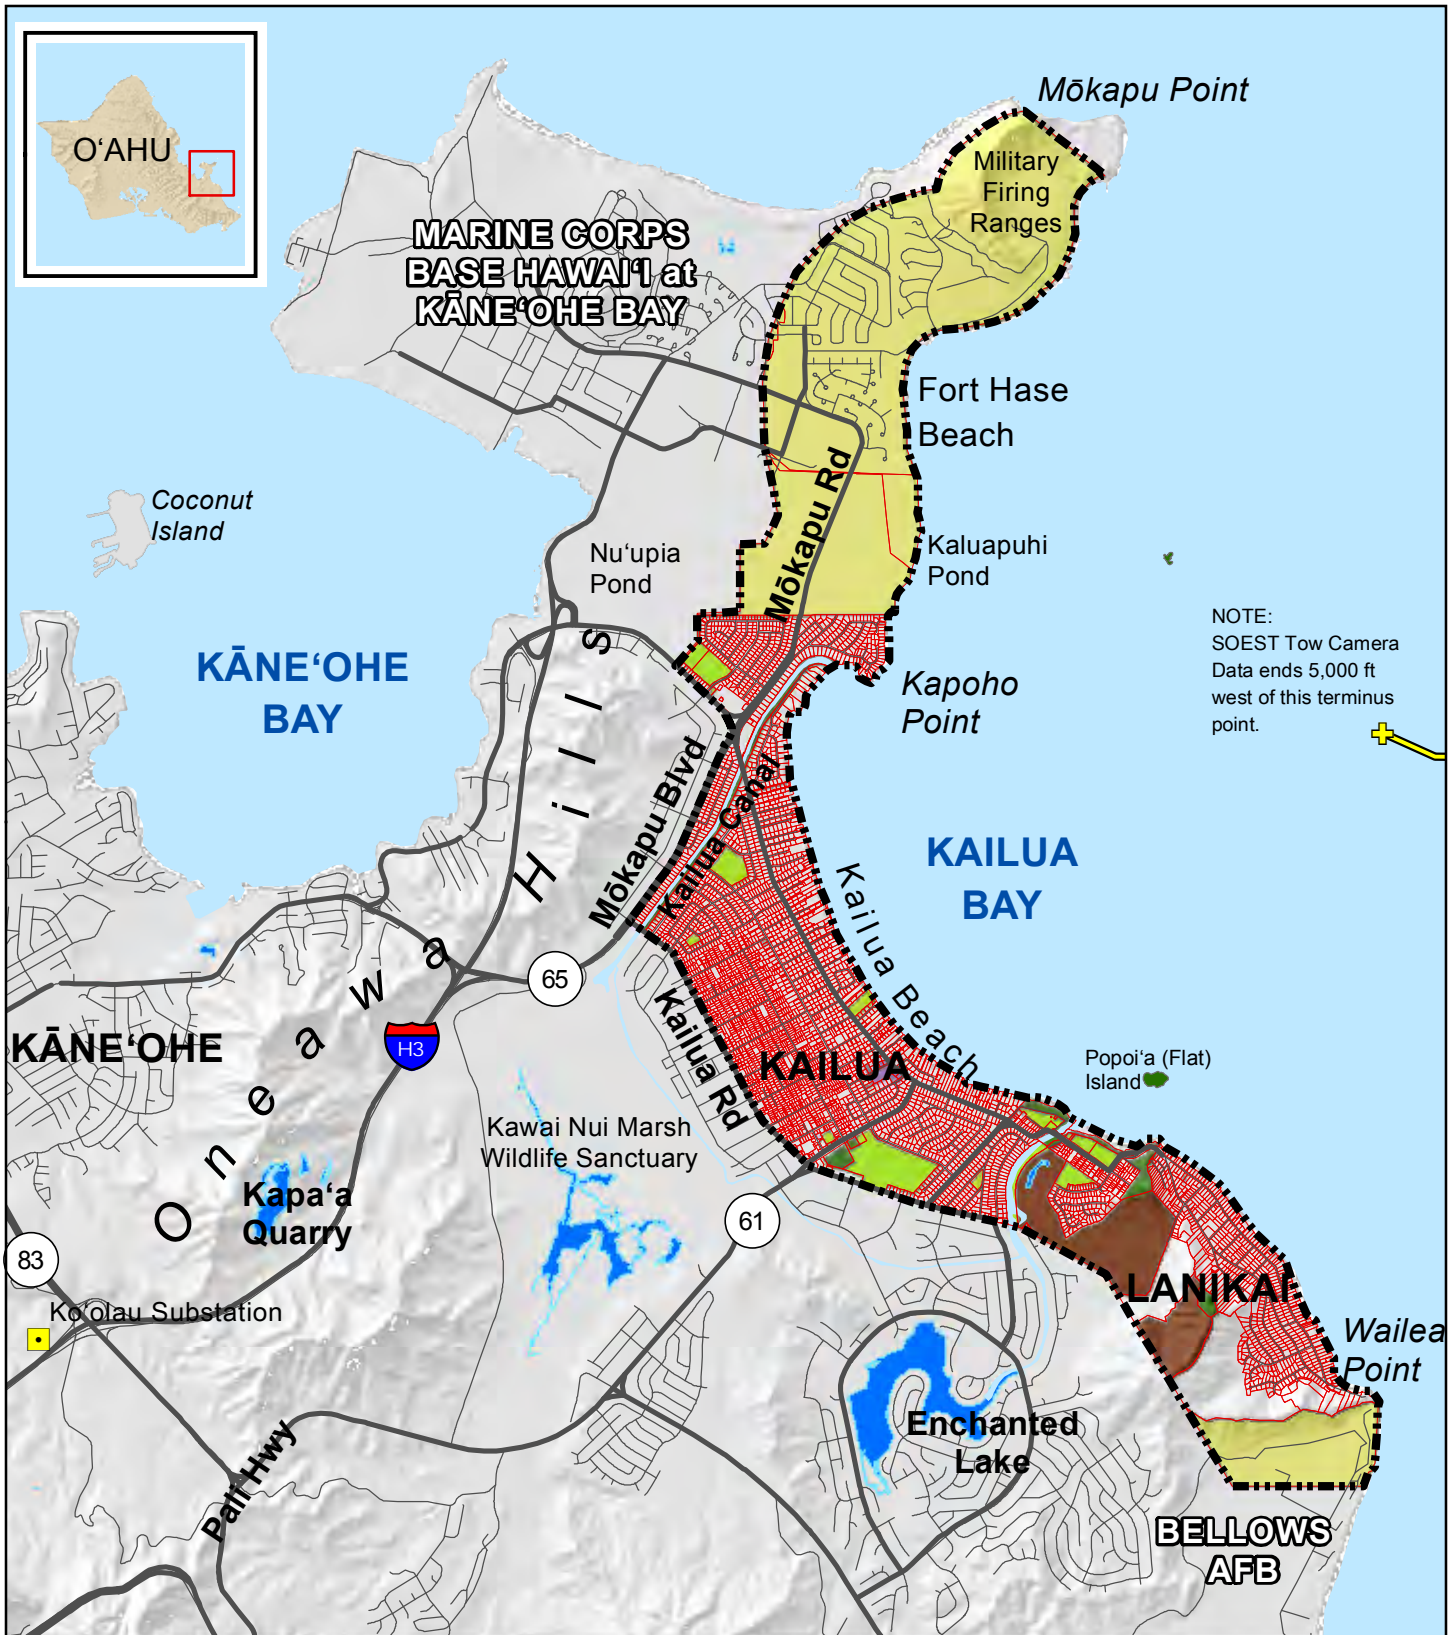 Mōkapu Point
O‘AHU
Military
Firing
Ranges
MARINE CORPS
BASE HAWAI‘I at
KĀNE‘OHE BAY
Fort Hase
Beach
Mōkapu Rd
Coconut
Island
Nu‘upia
Pond
Kaluapuhi
Pond
NOTE:
SOEST Tow Camera
Data ends 5,000 ft
west of this terminus
point.
KĀNE‘OHE
BAY
Kapoho
Point
Mōkapu Blvd
Kailua Canal
KAILUA
BAY
Kailua Beach
Oneawa Hills
65
Kailua Rd
KĀNE‘OHE
H3
KAILUA
Popoi‘a (Flat)
Island
Kawai Nui Marsh
Wildlife Sanctuary
Kapa‘a
Quarry
61
83
LANIKAI
Ko‘olau Substation
Wailea
Point
Pali Hwy
Enchanted
Lake
BELLOWS
AFB